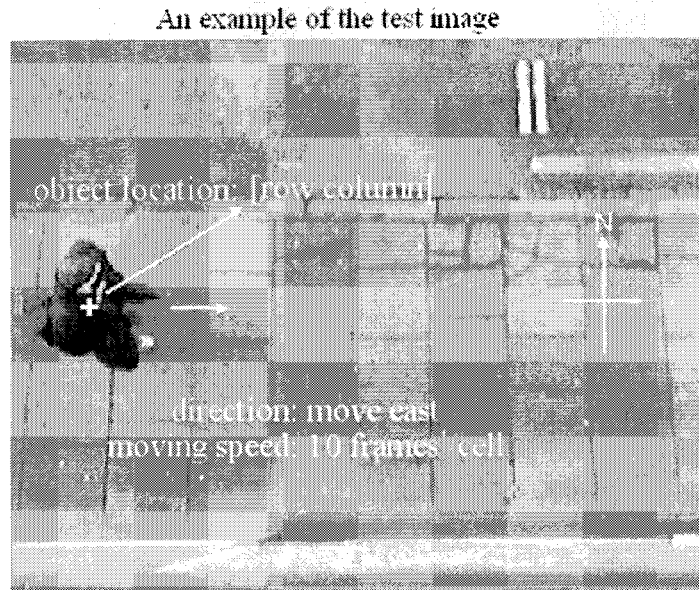 An example of the test image
object location: [row column]
N
direction: move east
moving speed: 10 frames/ cell